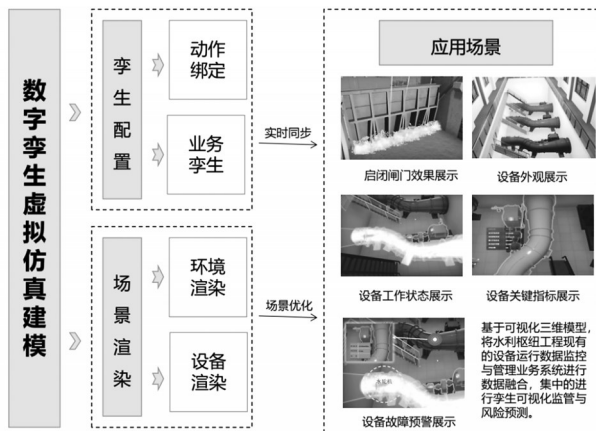 数字孪生虚拟仿真建模
孪生配置
动作
绑定
业务
孪生
实时同步
场景渲染
环境
渲染
设备
渲染
场景优化
应用场景
启闭闸门效果展示
设备外观展示
设备工作状态展示
设备关键指标展示
设备故障预警展示
基于可视化三维模型，
将水利枢纽工程现有
的设备运行数据监控
与管理业务系统进行
数据融合，集中的进
行孪生可视化监管与
风险预测。